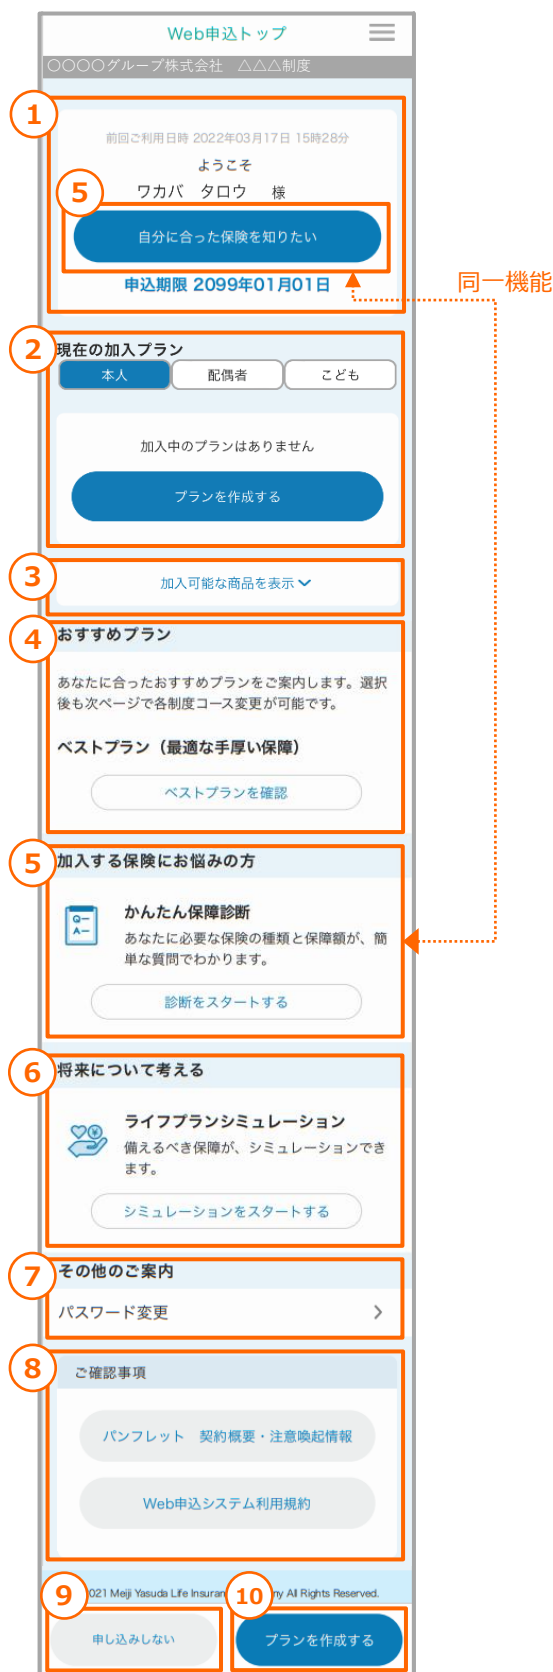 Web申込トップ
〇〇〇〇グループ株式会社　△△△制度
1
前回ご利用日時 2022年03月17日 15時28分
ようこそ
5
ワカバ　タロウ　様
自分に合った保険を知りたい
同一機能
申込期限 2099年01月01日
2
現在の加入プラン
本人　配偶者　こども
加入中のプランはありません
プランを作成する
3
加入可能な商品を表示
4
おすすめプラン
あなたに合ったおすすめプランをご案内します。選択
後も次ページで各制度コース変更が可能です。
ベストプラン（最適な手厚い保障）
ベストプランを確認
5
加入する保険にお悩みの方
Q
A
かんたん保障診断
あなたに必要な保険の種類と保障額が、簡
単な質問でわかります。
診断をスタートする
6
将来について考える
ライフプランシミュレーション
備えるべき保障が、シミュレーションでき
ます。
シミュレーションをスタートする
7
その他のご案内
パスワード変更
8
ご確認事項
パンフレット　契約概要・注意喚起情報
Web申込システム利用規約
9
10
021 Meiji Yasuda Life Insuran ny All Rights Reserved.
申し込みしない
プランを作成する